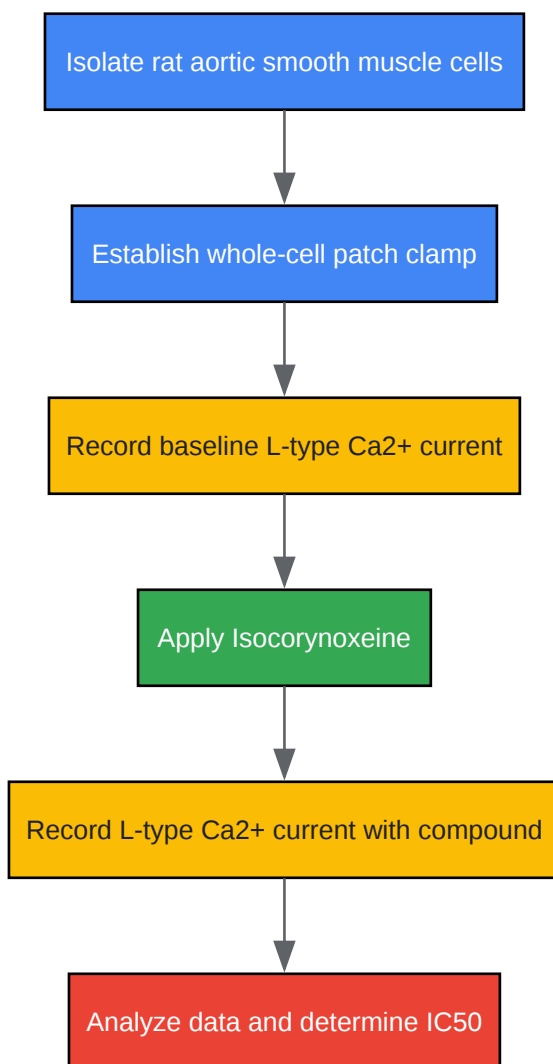 Isolate rat aortic smooth muscle cells
Establish whole-cell patch clamp
Record baseline L-type Ca2+ current
Apply Isocorynoxeine
Record L-type Ca2+ current with compound
Analyze data and determine IC50